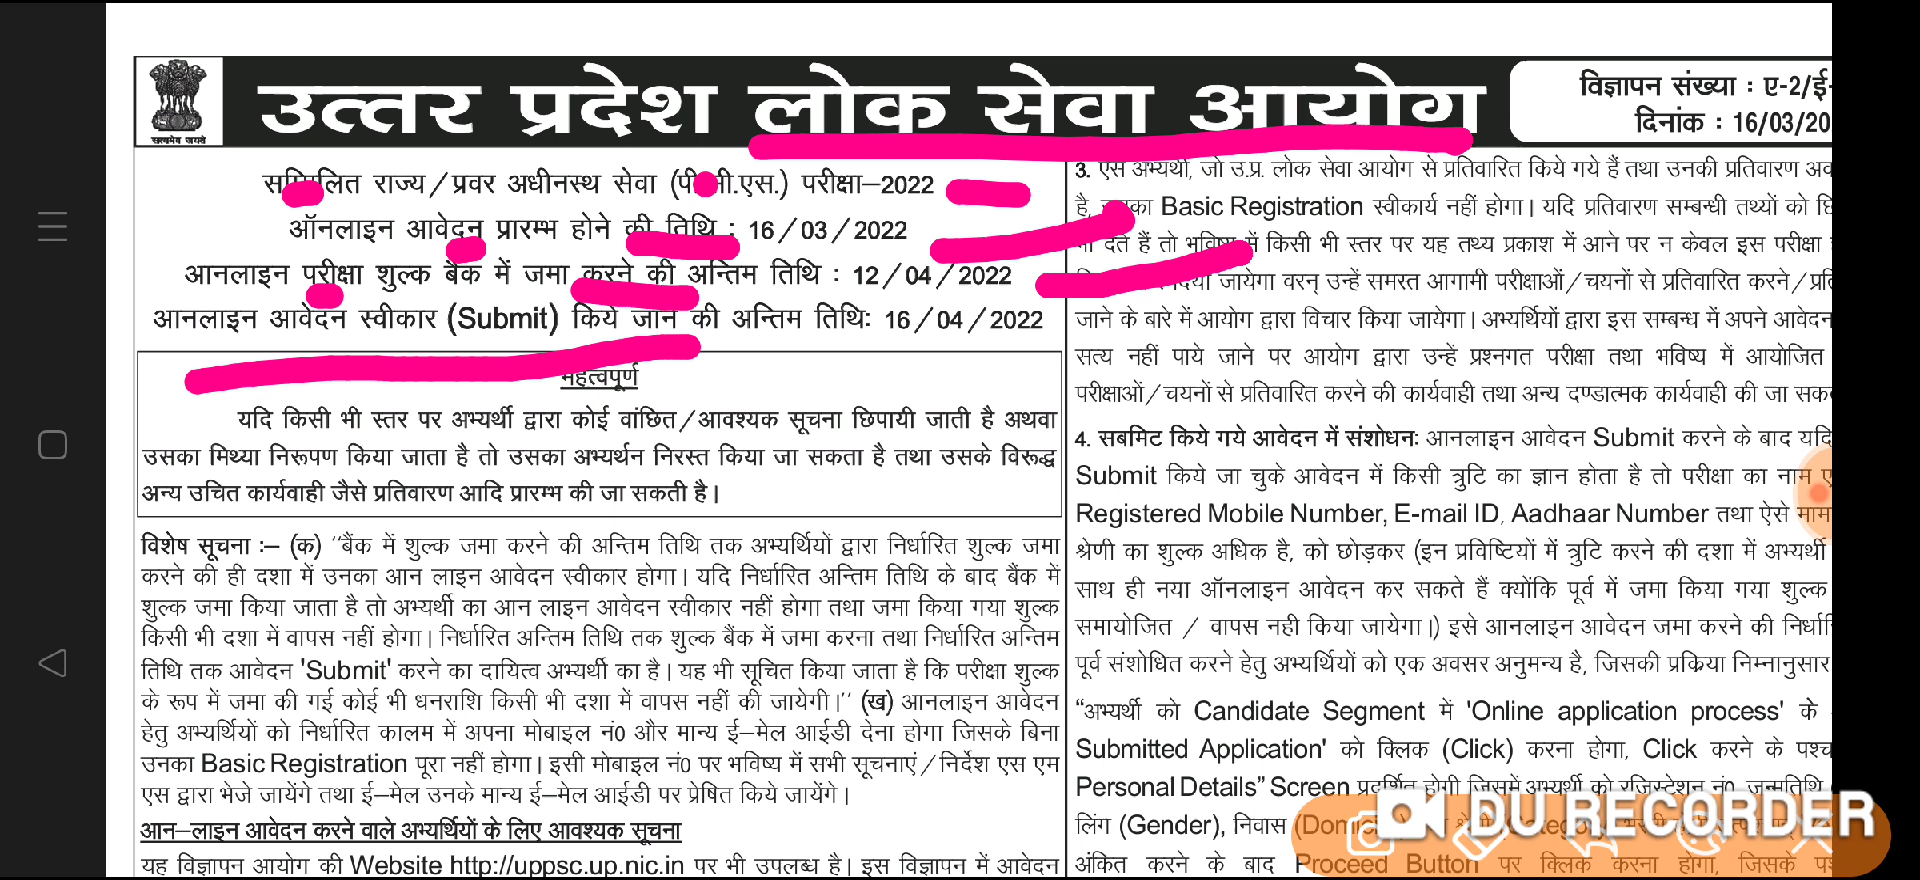 सत्यमेव जयते
उत्तर प्रदेश लोक सेवा आयोग
विज्ञापन संख्या : ए-2/ई-
दिनांक : 16/03/20
सम्मिलित राज्य/प्रवर अधीनस्थ सेवा परीक्षा–2022
ऑनलाइन आवेदन प्रारम्भ होने की तिथि : 16/03/2022
आनलाइन परीक्षा शुल्क बैंक में जमा करने की अन्तिम तिथि : 12/04/2022
आनलाइन आवेदन स्वीकार (Submit) किये जाने की अन्तिम तिथि: 16/04/2022
महत्वपूर्ण
यदि किसी भी स्तर पर अभ्यर्थी द्वारा कोई वांछित/आवश्यक सूचना छिपायी जाती है अथवा
उसका मिथ्या निरूपण किया जाता है तो उसका अभ्यर्थन निरस्त किया जा सकता है तथा उसके विरूद्ध
अन्य उचित कार्यवाही जैसे प्रतिवारण आदि प्रारम्भ की जा सकती है।
विशेष सूचना :– (क) ''बैंक में शुल्क जमा करने की अन्तिम तिथि तक अभ्यर्थियों द्वारा निर्धारित शुल्क जमा
करने की ही दशा में उनका आन लाइन आवेदन स्वीकार होगा। यदि निर्धारित अन्तिम तिथि के बाद बैंक में
शुल्क जमा किया जाता है तो अभ्यर्थी का आन लाइन आवेदन स्वीकार नहीं होगा तथा जमा किया गया शुल्क
किसी भी दशा में वापस नहीं होगा। निर्धारित अन्तिम तिथि तक शुल्क बैंक में जमा करना तथा निर्धारित अन्तिम
तिथि तक आवेदन 'Submit' करने का दायित्व अभ्यर्थी का है। यह भी सूचित किया जाता है कि परीक्षा शुल्क
के रूप में जमा की गई कोई भी धनराशि किसी भी दशा में वापस नहीं की जायेगी।'' (ख) आनलाइन आवेदन
हेतु अभ्यर्थियों को निर्धारित कालम में अपना मोबाइल नं0 और मान्य ई–मेल आईडी देना होगा जिसके बिना
उनका Basic Registration पूरा नहीं होगा। इसी मोबाइल नं0 पर भविष्य में सभी सूचनाएं/निर्देश एस एम
एस द्वारा भेजे जायेंगे तथा ई–मेल उनके मान्य ई–मेल आईडी पर प्रेषित किये जायेंगे।
आन–लाइन आवेदन करने वाले अभ्यर्थियों के लिए आवश्यक सूचना
यह विज्ञापन आयोग की Website http://uppsc.up.nic.in पर भी उपलब्ध है। इस विज्ञापन में आवेदन
3. ऐसे अभ्यर्थी, जो उ.प्र. लोक सेवा आयोग से प्रतिवारित किये गये हैं तथा उनकी प्रतिवारण
है, Basic Registration स्वीकार्य नहीं होगा। यदि प्रतिवारण सम्बन्धी तथ्यों को
देते हैं तो भविष्य में किसी भी स्तर पर यह तथ्य प्रकाश में आने पर न केवल इस परीक्षा
जायेगा वरन् उन्हें समस्त आगामी परीक्षाओं/चयनों से प्रतिवारित करने/
जाने के बारे में आयोग द्वारा विचार किया जायेगा। अभ्यर्थियों द्वारा इस सम्बन्ध में अपने आवेदन
सत्य नहीं पाये जाने पर आयोग द्वारा उन्हें प्रश्नगत परीक्षा तथा भविष्य में आयोजित
परीक्षाओं/चयनों से प्रतिवारित करने की कार्यवाही तथा अन्य दण्डात्मक कार्यवाही की जा
4. सबमिट किये गये आवेदन में संशोधनः आनलाइन आवेदन Submit करने के बाद यदि
Submit किये जा चुके आवेदन में किसी त्रुटि का ज्ञान होता है तो परीक्षा का नाम
Registered Mobile Number, E-mail ID, Aadhaar Number तथा ऐसे
श्रेणी का शुल्क अधिक है, को छोड़कर (इन प्रविष्टियों में त्रुटि करने की दशा में अभ्यर्थी
साथ ही नया ऑनलाइन आवेदन कर सकते हैं क्योंकि पूर्व में जमा किया गया शुल्क
समायोजित / वापस नही किया जायेगा।) इसे आनलाइन आवेदन जमा करने की
पूर्व संशोधित करने हेतु अभ्यर्थियों को एक अवसर अनुमन्य है, जिसकी प्रक्रिया निम्नानुसार
“अभ्यर्थी को Candidate Segment में 'Online application process' के
Submitted Application' को क्लिक (Click) करना होगा, Click करने के
Personal Details” Screen प्रदर्शित होगी जिसमें अभ्यर्थी को रजिस्टेशन नं0, जन्मतिथि
लिंग (Gender), निवास
अंकित करने के बाद Proceed Button पर क्लिक करना होगा, जिसके
DU RECORDER